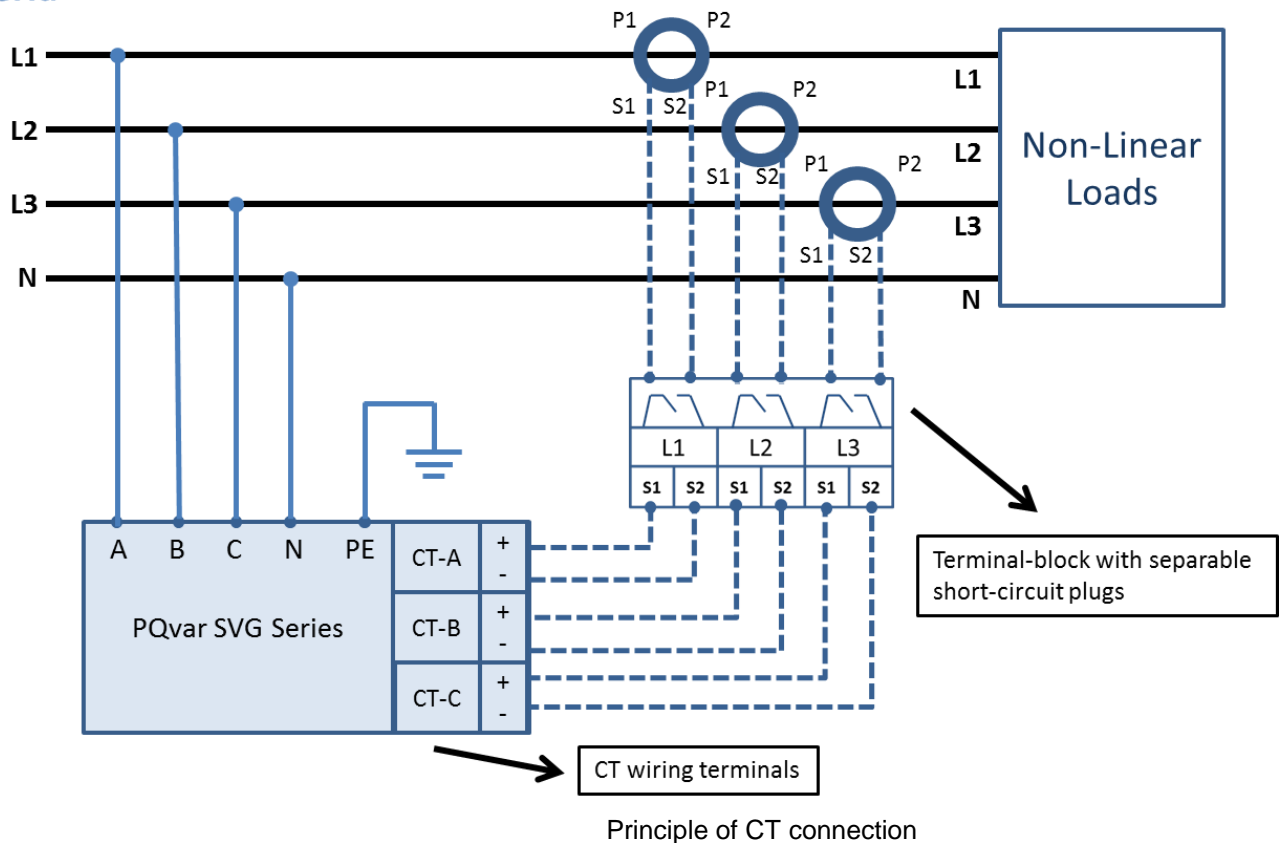 P1 P2
L1 L1
S1 S2 P1 P2
L2 L2
S1 S2 P1 P2
L3 L3
S1 S2
N N
Non-Linear
Loads
L1 L2 L3
S1 S2 S1 S2 S1 S2
Terminal-block with separable
short-circuit plugs
A B C N PE
PQvar SVG Series
CT-A + -
CT-B + -
CT-C + -
CT wiring terminals
Principle of CT connection